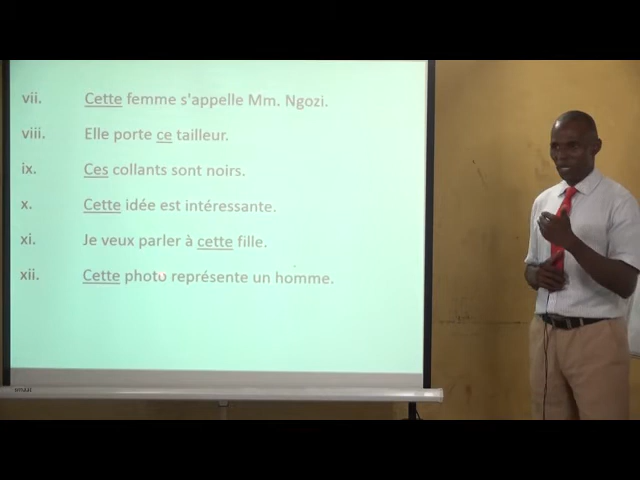 vii. Cette femme s'appelle Mm. Ngozi.
viii. Elle porte ce tailleur.
ix. Ces collants sont noirs.
x. Cette idée est intéressante.
xi. Je veux parler à cette fille.
xii. Cette photo représente un homme.